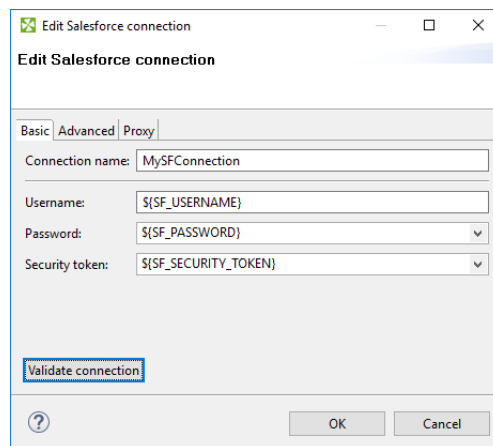 Edit Salesforce connection
Edit Salesforce connection
Basic Advanced Proxy
Connection name: MySFConnection
Username: ${SF_USERNAME}
Password: ${SF_PASSWORD}
Security token: ${SF_SECURITY_TOKEN}
Validate connection
? OK Cancel